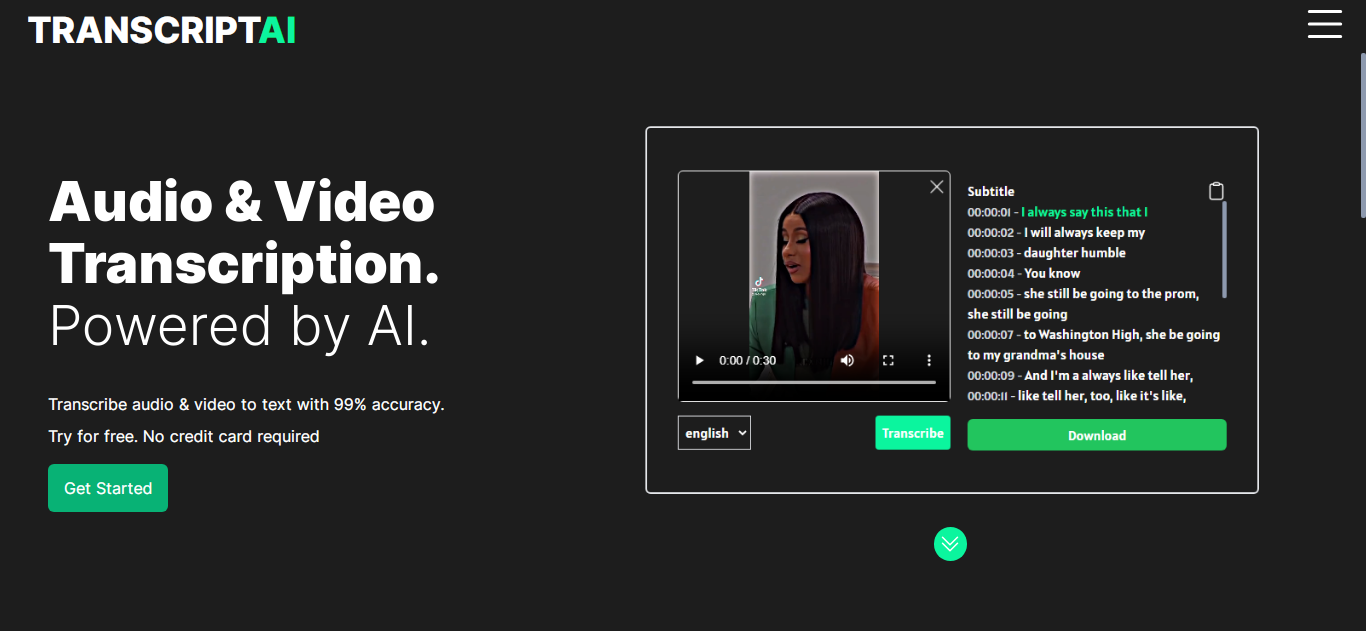 TRANSCRIPTAI
Audio & Video
Transcription.
Powered by AI.
Transcribe audio & video to text with 99% accuracy.
Try for free. No credit card required
Get Started
TikTok
0:00 / 0:30
english
Transcribe
Subtitle
00:00:01 - I always say this that I
00:00:02 - I will always keep my
00:00:03 - daughter humble
00:00:04 - You know
00:00:05 - she still be going to the prom,
she still be going
00:00:07 - to Washington High, she be going
to my grandma's house
00:00:09 - And I'm a always like tell her,
00:00:11 - like tell her, too, like it's like,
Download